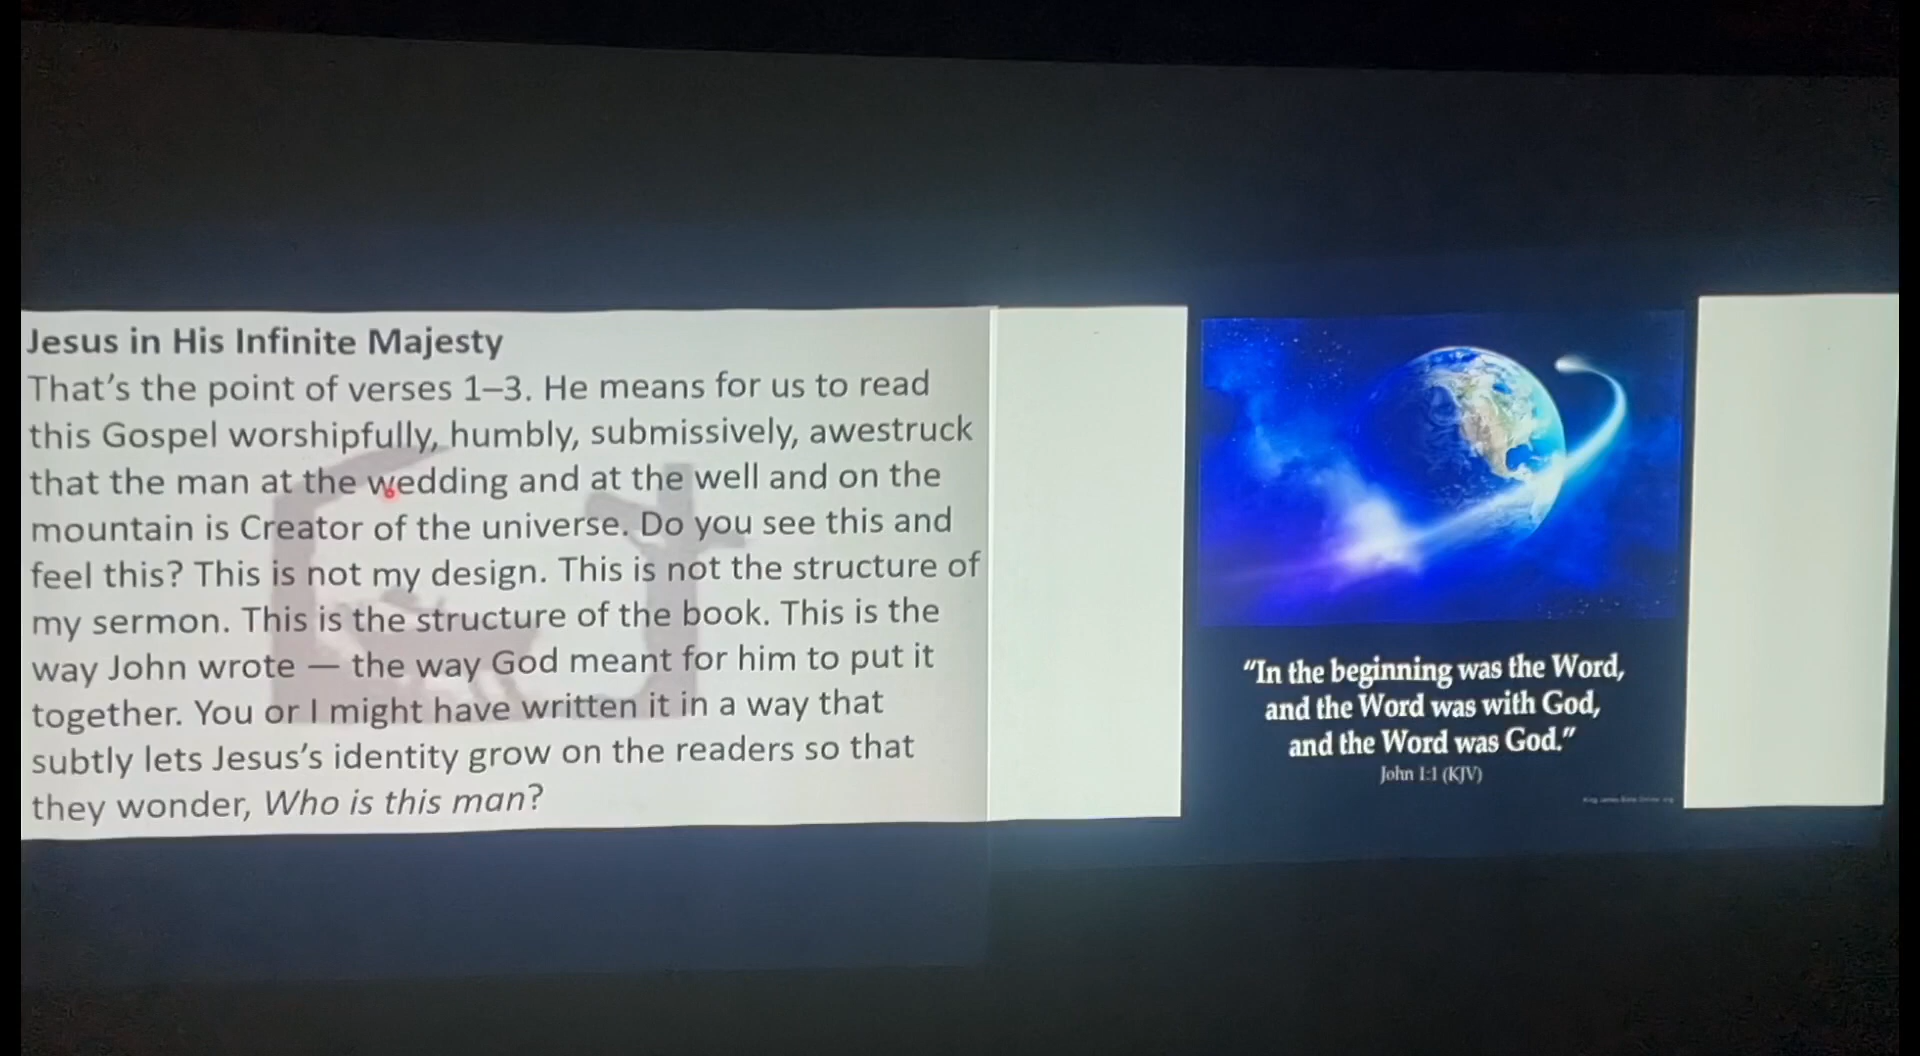 Jesus in His Infinite Majesty
That's the point of verses 1–3. He means for us to read
this Gospel worshipfully, humbly, submissively, awestruck
that the man at the wedding and at the well and on the
mountain is Creator of the universe. Do you see this and
feel this? This is not my design. This is not the structure of
my sermon. This is the structure of the book. This is the
way John wrote — the way God meant for him to put it
together. You or I might have written it in a way that
subtly lets Jesus's identity grow on the readers so that
they wonder, Who is this man?
“In the beginning was the Word,
and the Word was with God,
and the Word was God.”
John 1:1 (KJV)